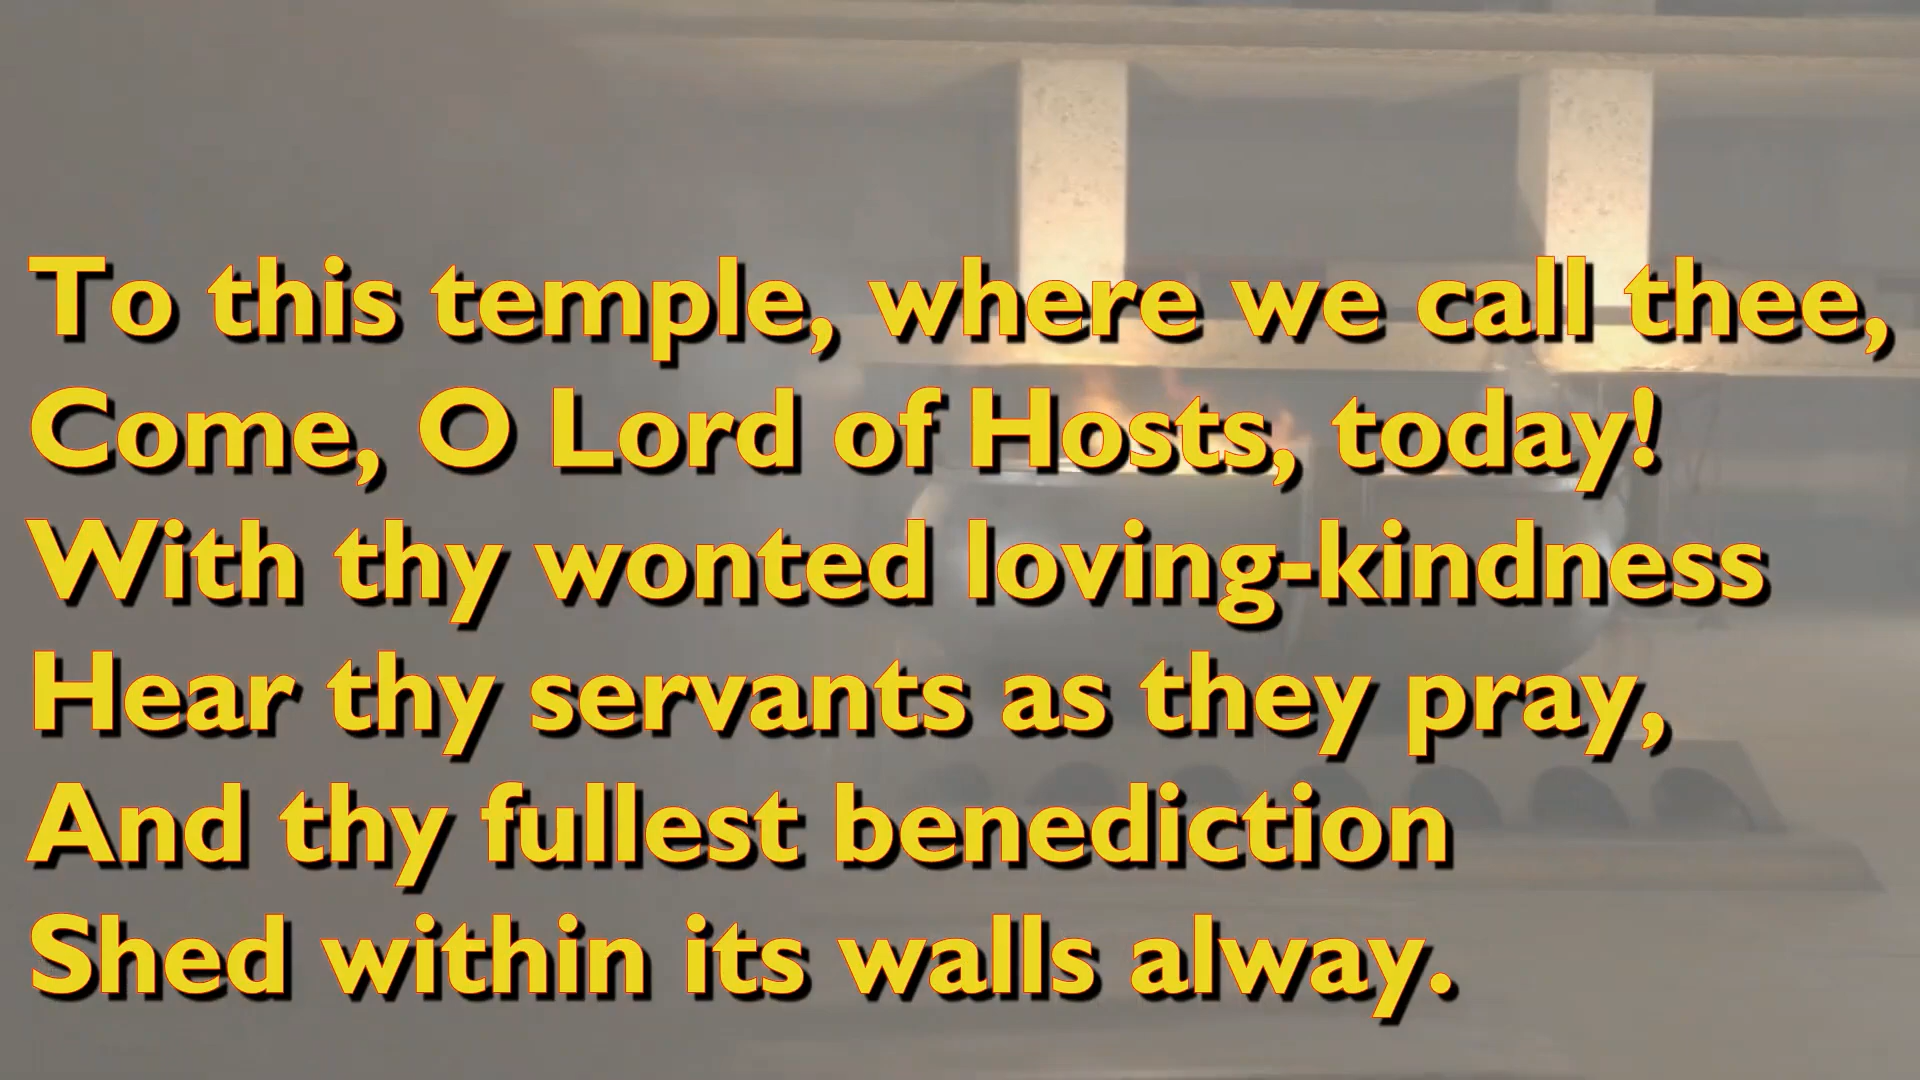 To this temple, where we call thee,
Come, O Lord of Hosts, today!
With thy wonted loving-kindness
Hear thy servants as they pray,
And thy fullest benediction
Shed within its walls alway.